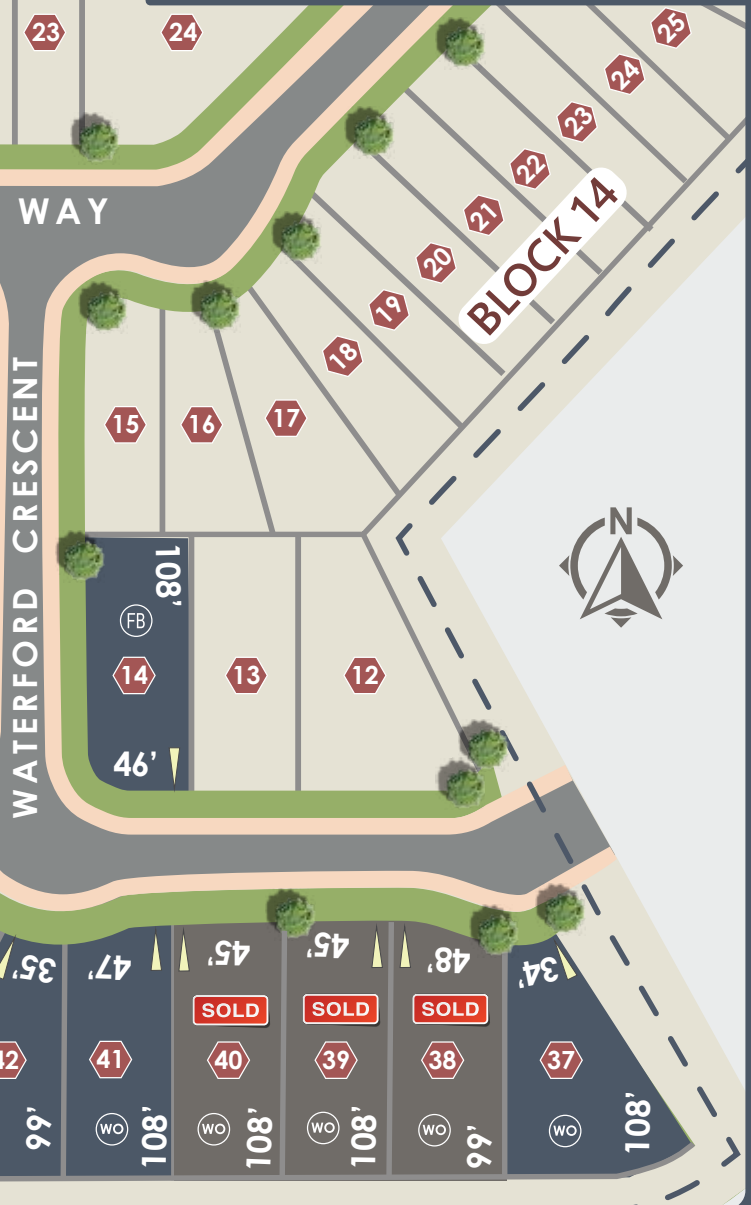 23
24
25
24
23
22
21
20
19
18
17
16
15
WAY
BLOCK 14
WATERFORD CRESCENT
N
108'
FB
14
13
12
46'
35'
47'
45'
45'
48'
34'
SOLD
SOLD
SOLD
42
41
40
39
38
37
WO
WO
WO
WO
WO
99'
108'
108'
108'
99'
108'